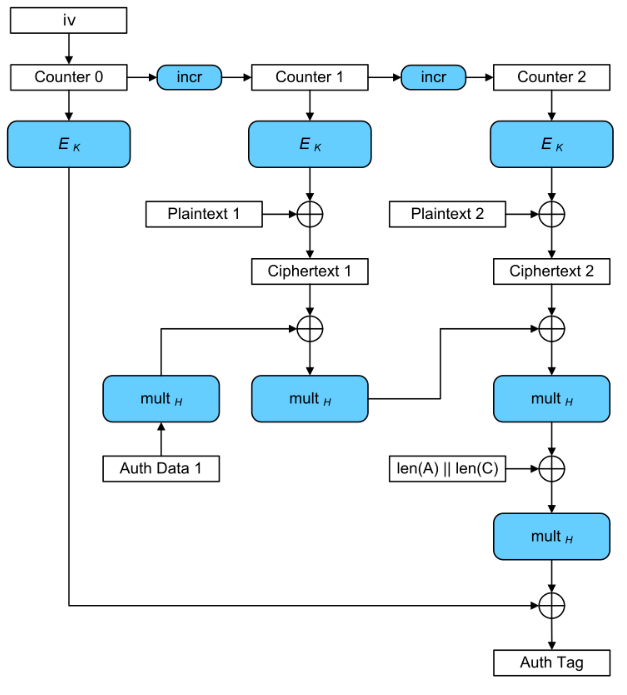 iv
Counter 0
incr
Counter 1
incr
Counter 2
E K
E K
E K
Plaintext 1
Plaintext 2
Ciphertext 1
Ciphertext 2
mult H
mult H
mult H
Auth Data 1
len(A) || len(C)
mult H
Auth Tag